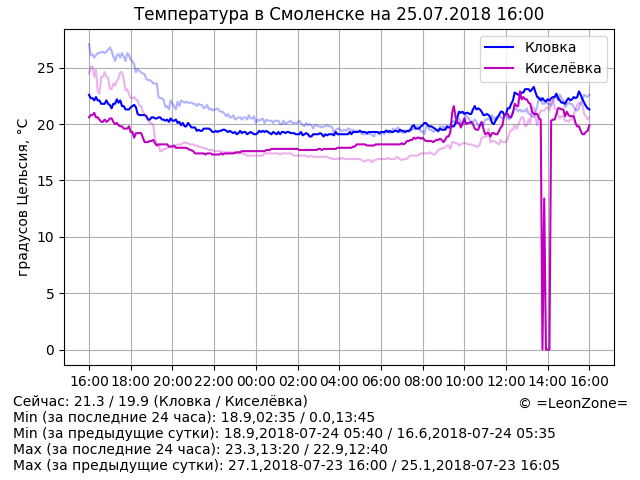 Температура в Смоленске на 25.07.2018 16:00
Кловка
Киселёвка
градусов Цельсия, °C
25
20
15
10
5
0
16:00 18:00 20:00 22:00 00:00 02:00 04:00 06:00 08:00 10:00 12:00 14:00 16:00
Сейчас: 21.3 / 19.9 (Кловка / Киселёвка)
© =LeonZone=
Min (за последние 24 часа): 18.9,02:35 / 0.0,13:45
Min (за предыдущие сутки): 18.9,2018-07-24 05:40 / 16.6,2018-07-24 05:35
Max (за последние 24 часа): 23.3,13:20 / 22.9,12:40
Max (за предыдущие сутки): 27.1,2018-07-23 16:00 / 25.1,2018-07-23 16:05